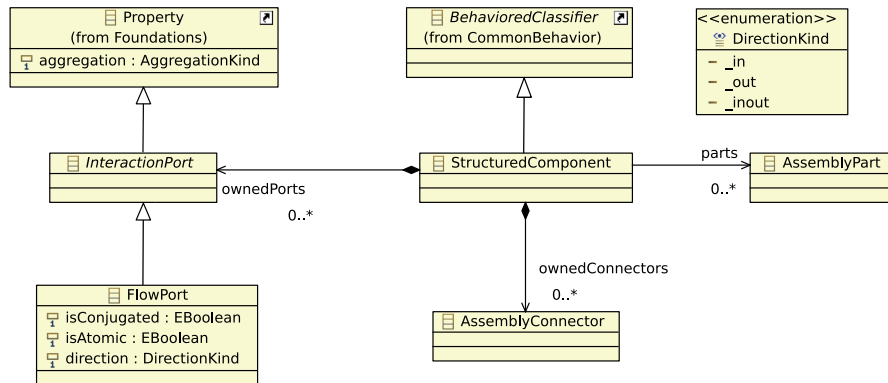 Property
(from Foundations)
aggregation : AggregationKind
BehavioredClassifier
(from CommonBehavior)
<<enumeration>>
DirectionKind
_in
_out
_inout
InteractionPort
ownedPorts
0..*
StructuredComponent
parts
0..*
AssemblyPart
ownedConnectors
0..*
FlowPort
isConjugated : EBoolean
isAtomic : EBoolean
direction : DirectionKind
AssemblyConnector